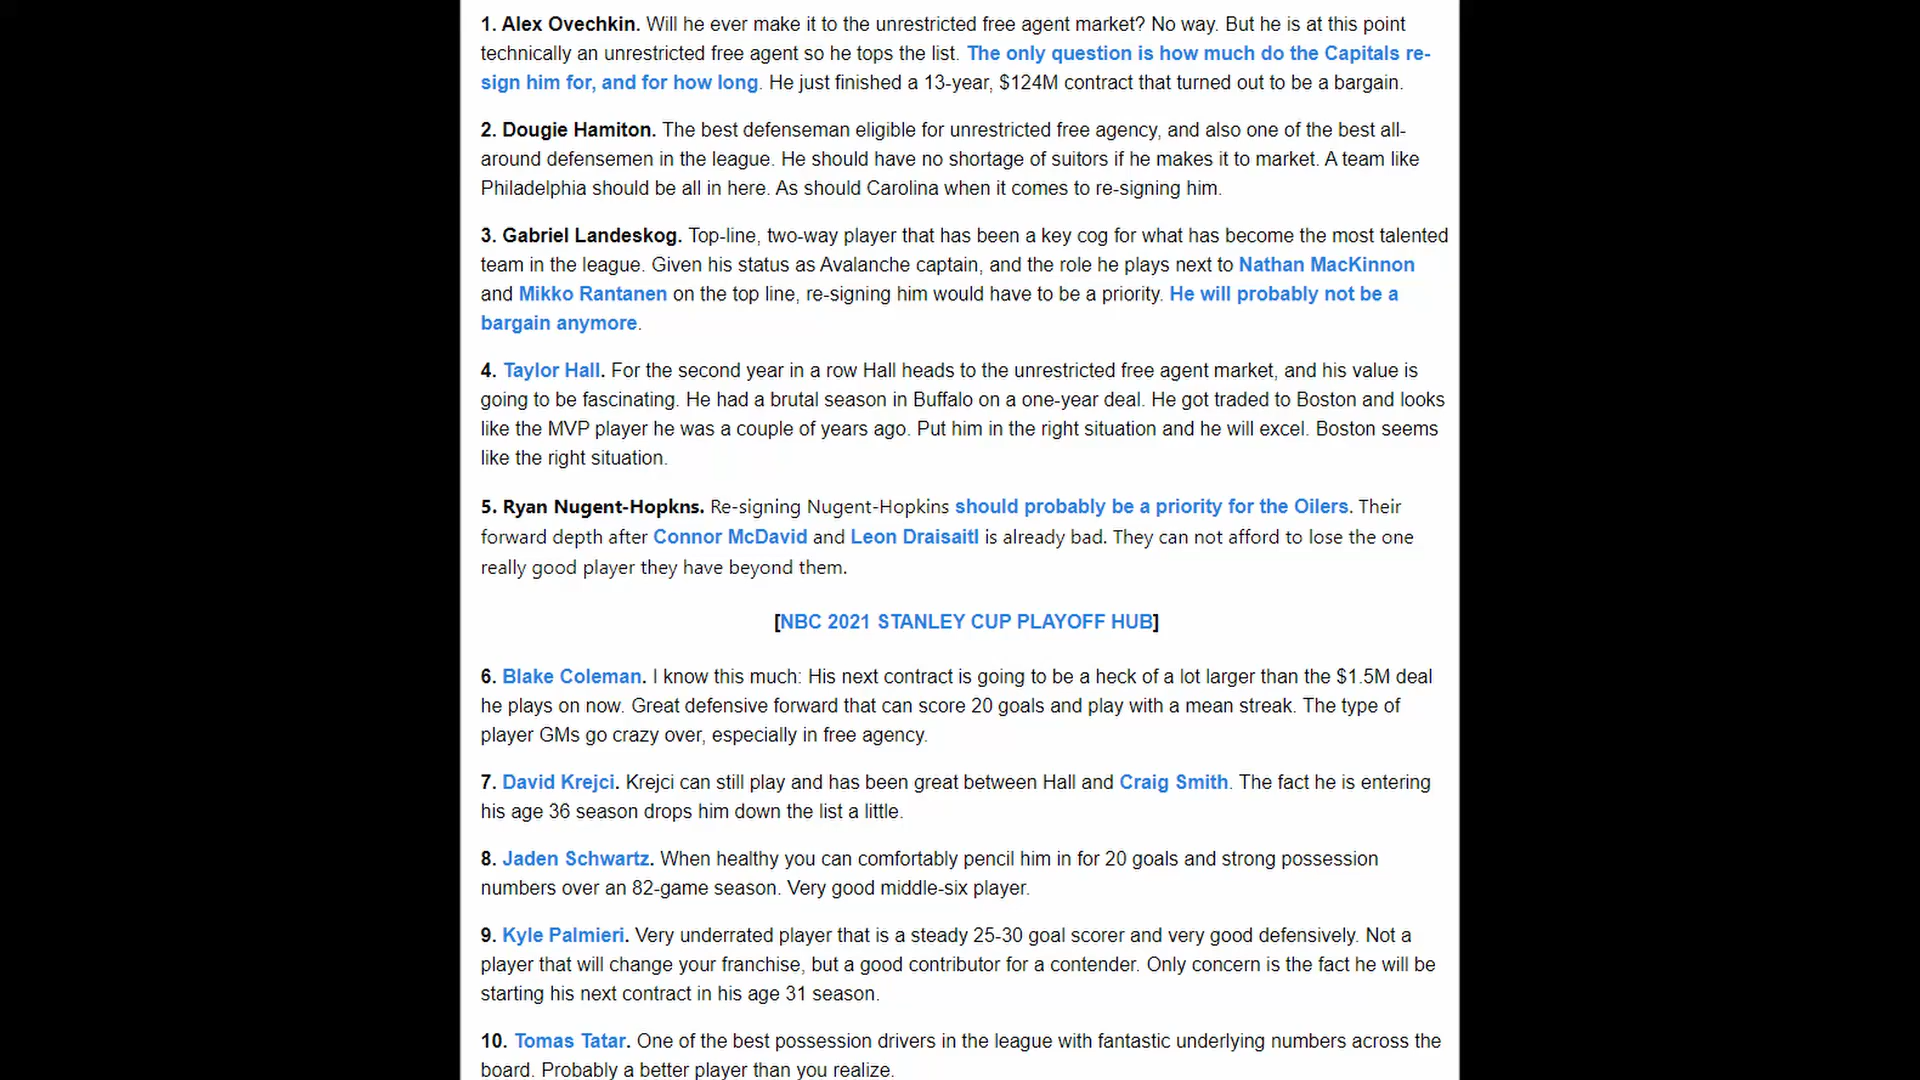 1. Alex Ovechkin. Will he ever make it to the unrestricted free agent market? No way. But he is at this point
technically an unrestricted free agent so he tops the list. The only question is how much do the Capitals re-
sign him for, and for how long. He just finished a 13-year, $124M contract that turned out to be a bargain.
2. Dougie Hamiton. The best defenseman eligible for unrestricted free agency, and also one of the best all-
around defensemen in the league. He should have no shortage of suitors if he makes it to market. A team like
Philadelphia should be all in here. As should Carolina when it comes to re-signing him.
3. Gabriel Landeskog. Top-line, two-way player that has been a key cog for what has become the most talented
team in the league. Given his status as Avalanche captain, and the role he plays next to Nathan MacKinnon
and Mikko Rantanen on the top line, re-signing him would have to be a priority. He will probably not be a
bargain anymore.
4. Taylor Hall. For the second year in a row Hall heads to the unrestricted free agent market, and his value is
going to be fascinating. He had a brutal season in Buffalo on a one-year deal. He got traded to Boston and looks
like the MVP player he was a couple of years ago. Put him in the right situation and he will excel. Boston seems
like the right situation.
5. Ryan Nugent-Hopkns. Re-signing Nugent-Hopkins should probably be a priority for the Oilers. Their
forward depth after Connor McDavid and Leon Draisaitl is already bad. They can not afford to lose the one
really good player they have beyond them.
[NBC 2021 STANLEY CUP PLAYOFF HUB]
6. Blake Coleman. I know this much: His next contract is going to be a heck of a lot larger than the $1.5M deal
he plays on now. Great defensive forward that can score 20 goals and play with a mean streak. The type of
player GMs go crazy over, especially in free agency.
7. David Krejci. Krejci can still play and has been great between Hall and Craig Smith. The fact he is entering
his age 36 season drops him down the list a little.
8. Jaden Schwartz. When healthy you can comfortably pencil him in for 20 goals and strong possession
numbers over an 82-game season. Very good middle-six player.
9. Kyle Palmieri. Very underrated player that is a steady 25-30 goal scorer and very good defensively. Not a
player that will change your franchise, but a good contributor for a contender. Only concern is the fact he will be
starting his next contract in his age 31 season.
10. Tomas Tatar. One of the best possession drivers in the league with fantastic underlying numbers across the
board. Probably a better player than you realize.